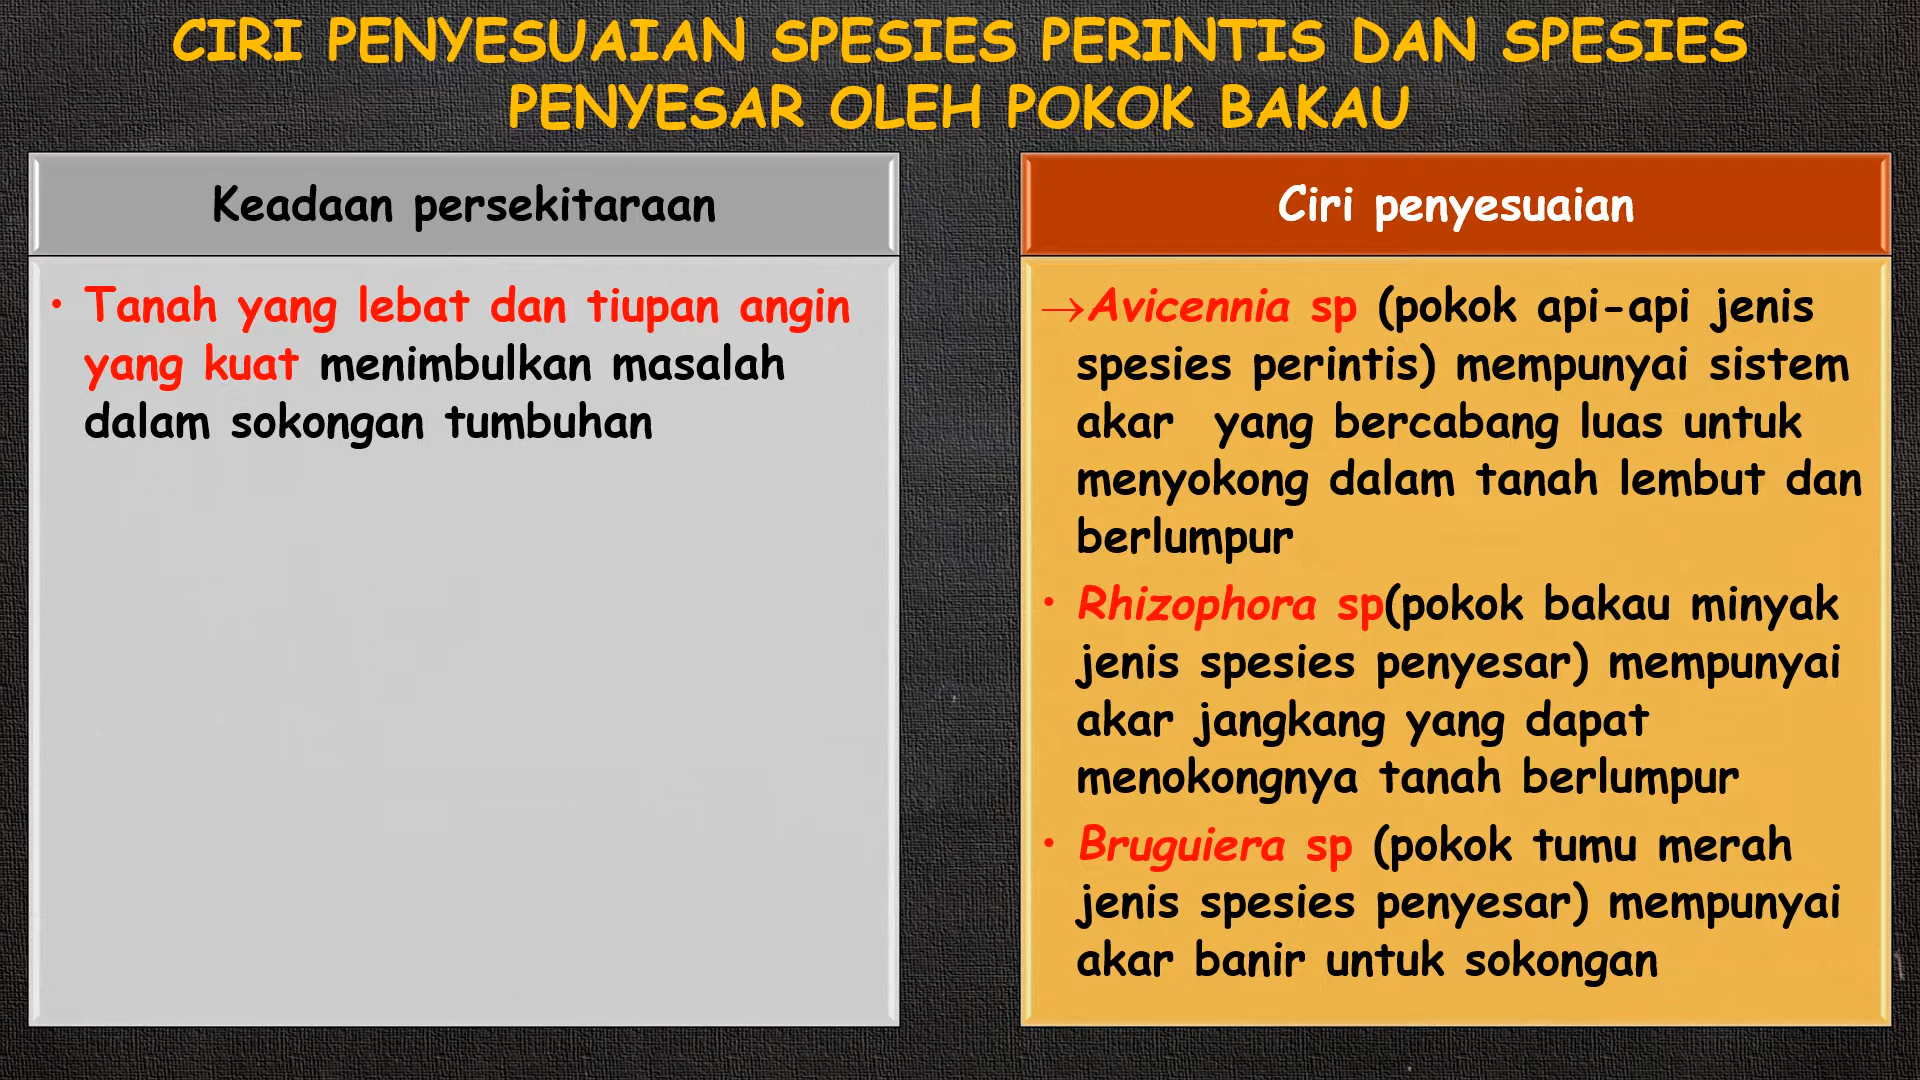 CIRI PENYESUAIAN SPESIES PERINTIS DAN SPESIES
PENYESAR OLEH POKOK BAKAU
Keadaan persekitaraan
• Tanah yang lebat dan tiupan angin
yang kuat menimbulkan masalah
dalam sokongan tumbuhan
Ciri penyesuaian
→Avicennia sp (pokok api-api jenis
spesies perintis) mempunyai sistem
akar yang bercabang luas untuk
menyokong dalam tanah lembut dan
berlumpur
• Rhizophora sp(pokok bakau minyak
jenis spesies penyesar) mempunyai
akar jangkang yang dapat
menokongnya tanah berlumpur
• Bruguiera sp (pokok tumu merah
jenis spesies penyesar) mempunyai
akar banir untuk sokongan